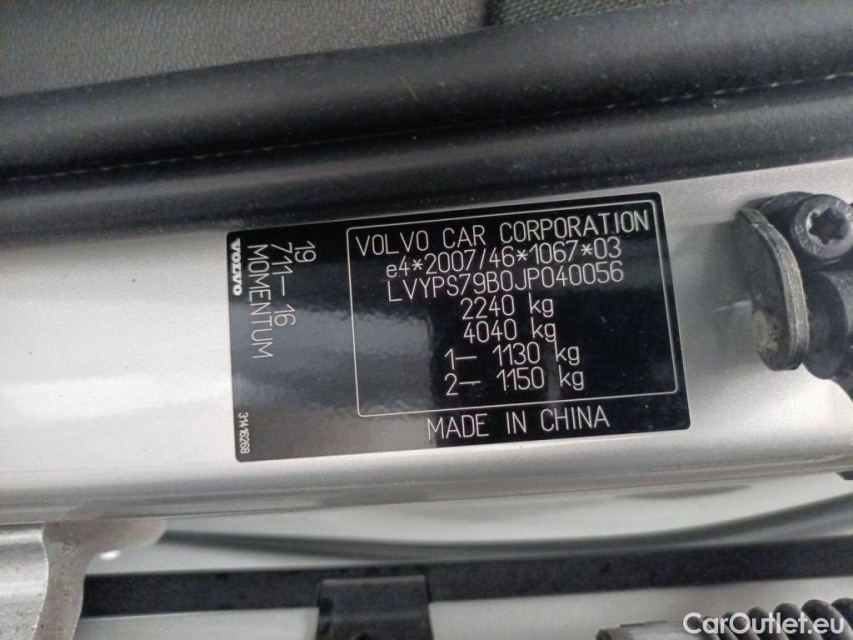 VOLVO CAR CORPORATION
e4*2007/46*1067*03
LVYPS79B0JP040056
2240 kg
4040 kg
1– 1130 kg
2– 1150 kg
MADE IN CHINA
19
711–16
MOMENTUM
VOLVO
31416268
CarOutlet.eu